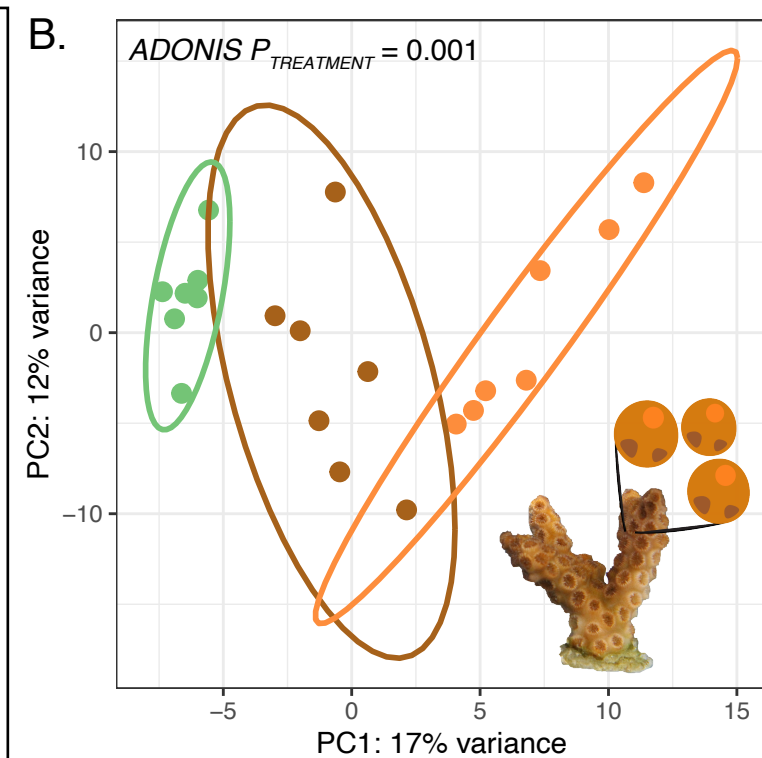 B.
ADONIS P_TREATMENT = 0.001
PC2: 12% variance
10
0
−10
−5
0
5
10
15
PC1: 17% variance